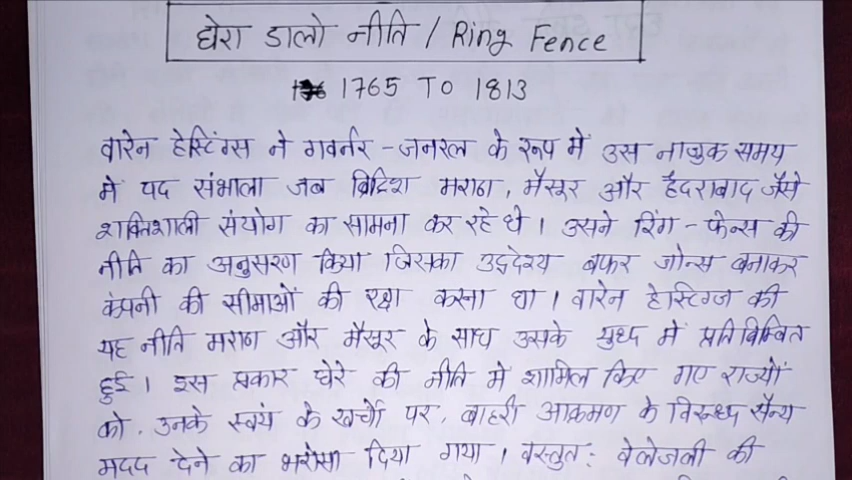 घेरा डालो नीति / Ring Fence
1765 TO 1813
वारेन हेस्टिंग्स ने गवर्नर - जनरल के रूप में उस नाजुक समय
में पद संभाला जब ब्रिटिश मराठा, मैसूर और हैदराबाद जैसे
शक्तिशाली संयोग का सामना कर रहे थे । उसने रिंग - फेन्स की
नीति का अनुसरण किया जिसका उद्देश्य बफर जोन्स बनाकर
कंपनी की सीमाओं की रक्षा करना था । वारेन हेस्टिंग्ज की
यह नीति मराठा और मैसूर के साथ उसके युध्द में प्रतिबिम्बित
हुई । इस प्रकार घेरे की नीति में शामिल किए गए राज्यों
को, उनके स्वयं के खर्चो पर, बाहरी आक्रमण के विरूध्द सैन्य
मदद देने का भरोसा दिया गया । वस्तुत: वेलेजली की